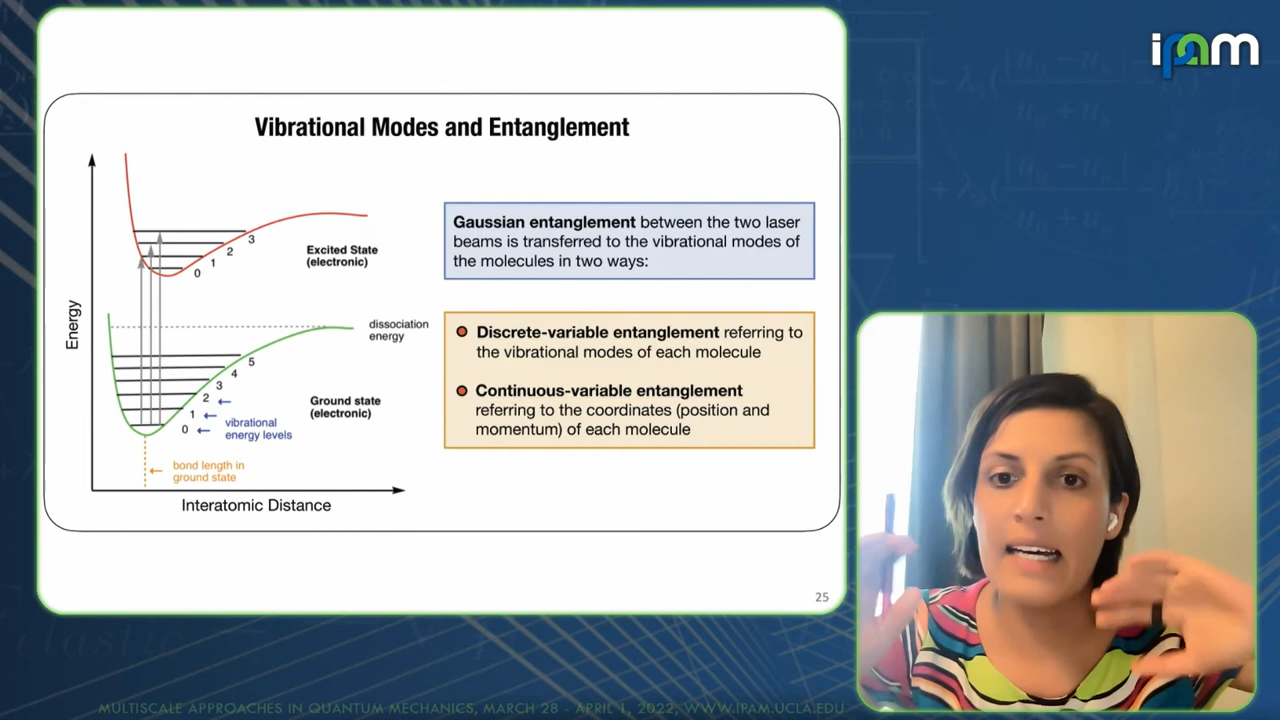 ipam
Vibrational Modes and Entanglement
Energy
Excited State
(electronic)
3
2
1
0
dissociation
energy
5
4
3
2
1
0
Ground state
(electronic)
vibrational
energy levels
bond length in
ground state
Interatomic Distance
Gaussian entanglement between the two laser
beams is transferred to the vibrational modes of
the molecules in two ways:
Discrete-variable entanglement referring to
the vibrational modes of each molecule
Continuous-variable entanglement
referring to the coordinates (position and
momentum) of each molecule
25
elastic
MULTISCALE APPROACHES IN QUANTUM MECHANICS, MARCH 28 - APRIL 1, 2022, WWW.IPAM.UCLA.EDU